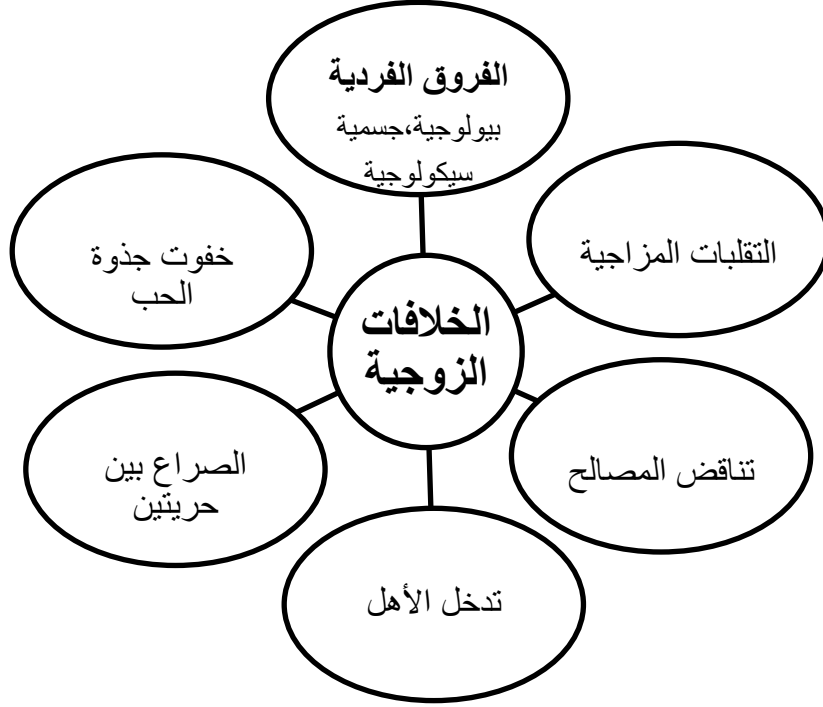 الفروق الفردية
بيولوجية،جسمية
سيكولوجية
التقلبات المزاجية
خفوت جذوة
الحب
الخلافات
الزوجية
تناقض المصالح
الصراع بين
حريتين
تدخل الأهل